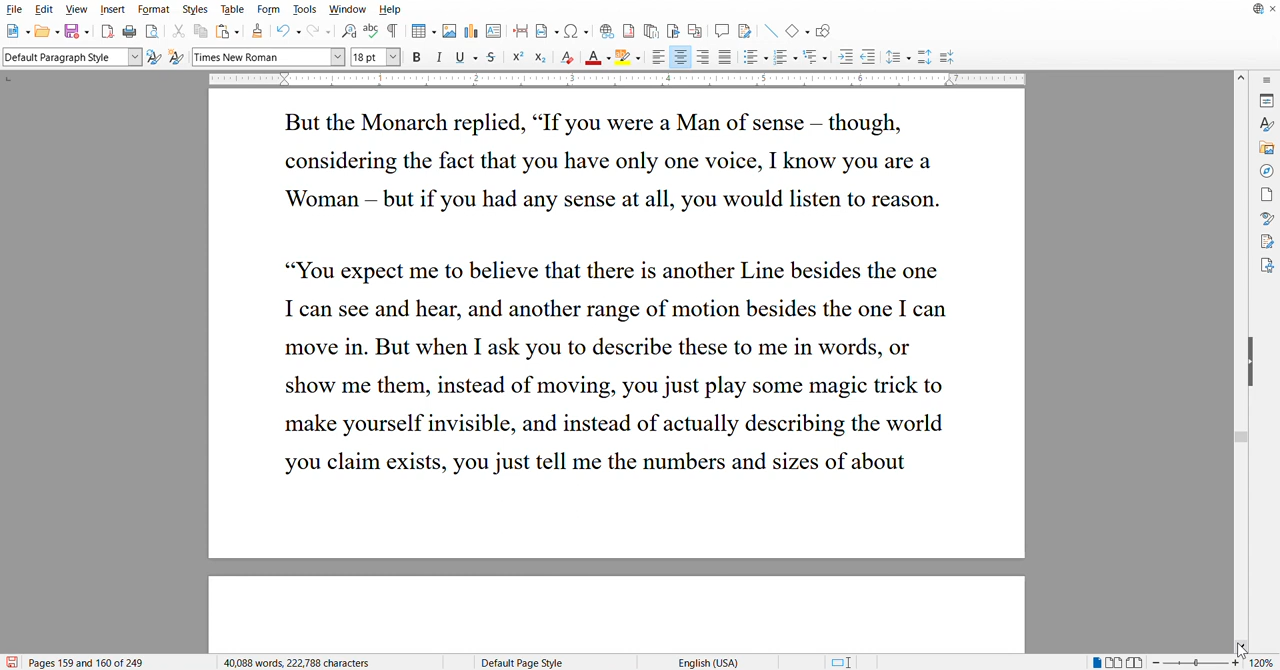 File Edit View Insert Format Styles Table Form Tools Window Help
Default Paragraph Style Times New Roman 18 pt
1 2 3 4 5 6 7
But the Monarch replied, “If you were a Man of sense – though,
considering the fact that you have only one voice, I know you are a
Woman – but if you had any sense at all, you would listen to reason.
“You expect me to believe that there is another Line besides the one
I can see and hear, and another range of motion besides the one I can
move in. But when I ask you to describe these to me in words, or
show me them, instead of moving, you just play some magic trick to
make yourself invisible, and instead of actually describing the world
you claim exists, you just tell me the numbers and sizes of about
Pages 159 and 160 of 249 40,088 words, 222,788 characters Default Page Style English (USA) 120%